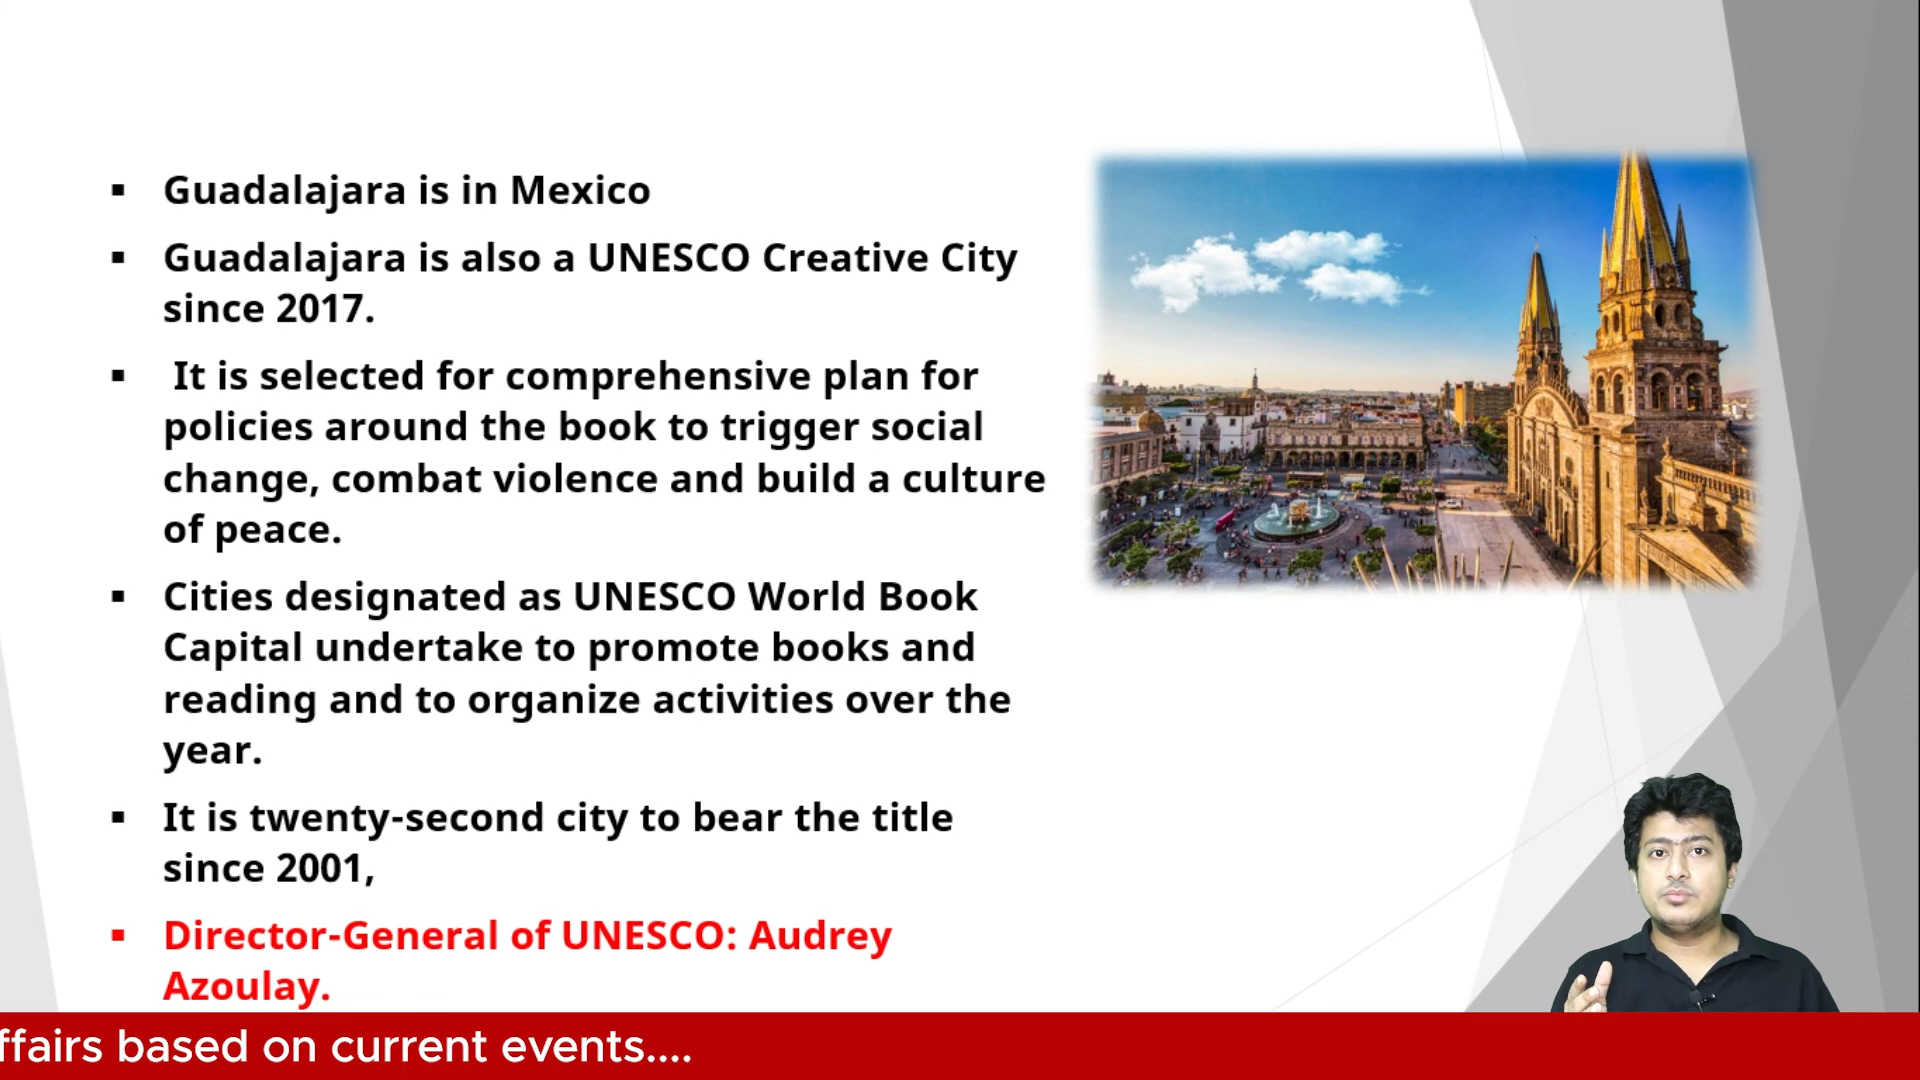 Guadalajara is in Mexico
Guadalajara is also a UNESCO Creative City
since 2017.
It is selected for comprehensive plan for
policies around the book to trigger social
change, combat violence and build a culture
of peace.
Cities designated as UNESCO World Book
Capital undertake to promote books and
reading and to organize activities over the
year.
It is twenty-second city to bear the title
since 2001,
Director-General of UNESCO: Audrey
Azoulay.
ffairs based on current events....